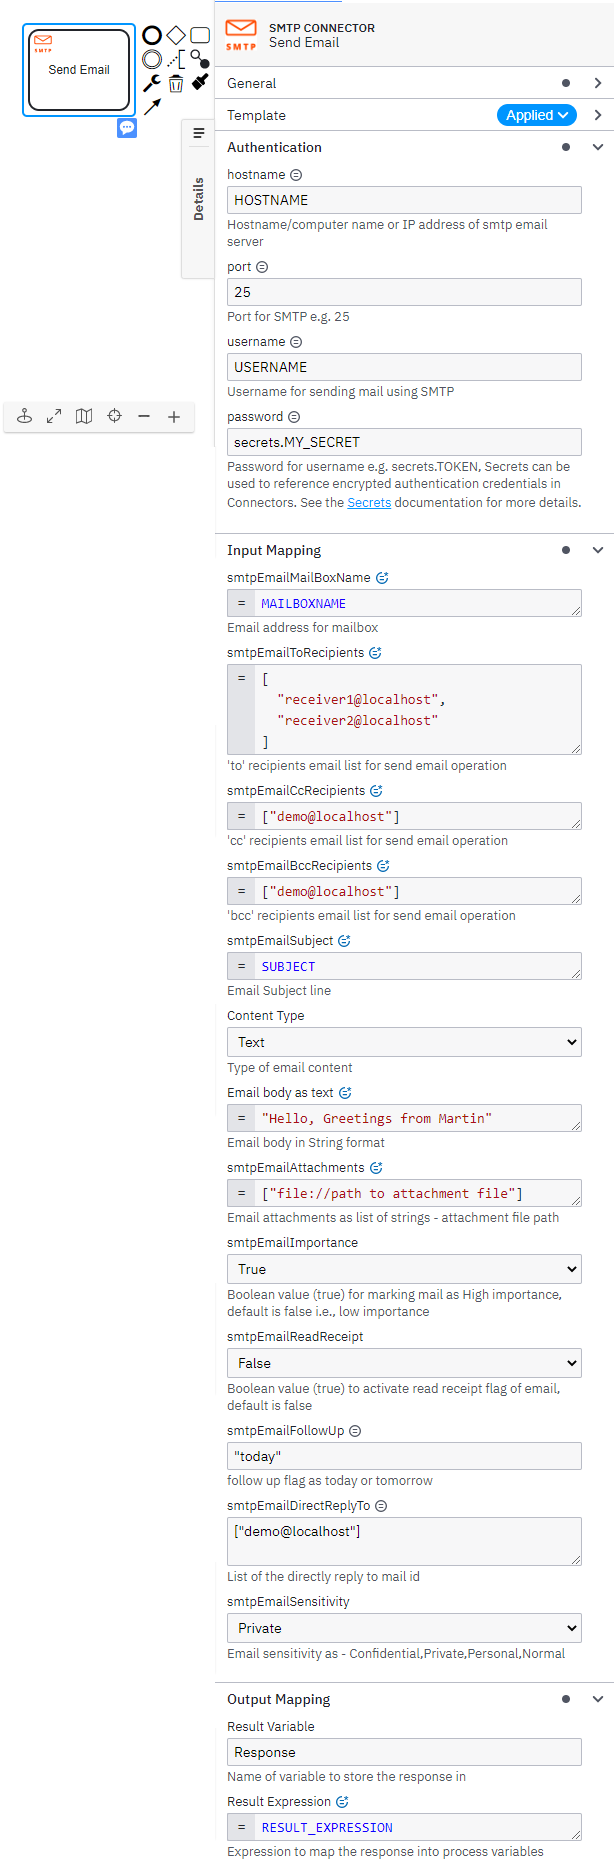 SMTP
Send Email
Details
SMTP
SMTP CONNECTOR
Send Email
General
Template
Applied
Authentication
hostname
HOSTNAME
Hostname/computer name or IP address of smtp email
server
port
25
Port for SMTP e.g. 25
username
USERNAME
Username for sending mail using SMTP
password
secrets.MY_SECRET
Password for username e.g. secrets.TOKEN, Secrets can be
used to reference encrypted authentication credentials in
Connectors. See the Secrets documentation for more details.
Input Mapping
smtpEmailMailBoxName
= MAILBOXNAME
Email address for mailbox
smtpEmailToRecipients
= [
"receiver1@localhost",
"receiver2@localhost"
]
'to' recipients email list for send email operation
smtpEmailCcRecipients
= ["demo@localhost"]
'cc' recipients email list for send email operation
smtpEmailBccRecipients
= ["demo@localhost"]
'bcc' recipients email list for send email operation
smtpEmailSubject
= SUBJECT
Email Subject line
Content Type
Text
Type of email content
Email body as text
= "Hello, Greetings from Martin"
Email body in String format
smtpEmailAttachments
= ["file://path to attachment file"]
Email attachments as list of strings - attachment file path
smtpEmailImportance
True
Boolean value (true) for marking mail as High importance,
default is false i.e., low importance
smtpEmailReadReceipt
False
Boolean value (true) to activate read receipt flag of email,
default is false
smtpEmailFollowUp
"today"
follow up flag as today or tomorrow
smtpEmailDirectReplyTo
["demo@localhost"]
List of the directly reply to mail id
smtpEmailSensitivity
Private
Email sensitivity as - Confidential,Private,Personal,Normal
Output Mapping
Result Variable
Response
Name of variable to store the response in
Result Expression
= RESULT_EXPRESSION
Expression to map the response into process variables